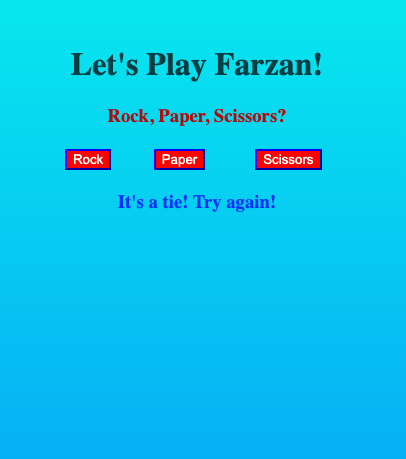 Let's Play Farzan!
Rock, Paper, Scissors?
Rock Paper Scissors
It's a tie! Try again!